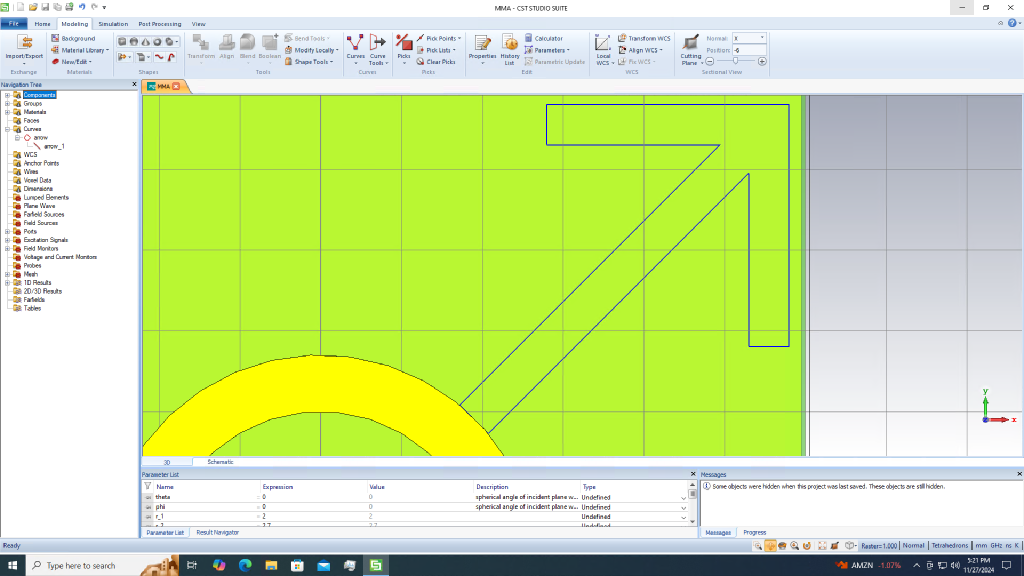 MMA - CST STUDIO SUITE
File Home Modeling Simulation Post Processing View
Import/Export
Exchange
Background
Material Library
New/Edit
Materials
Shapes
Transform Align Blend Boolean
Bend Tools
Modify Locally
Shape Tools
Tools
Curves Curve Tools
Curves
Picks
Pick Points
Pick Lists
Clear Picks
Picks
Properties History List
Calculator
Parameters
Parametric Update
Edit
Local WCS
Transform WCS
Align WCS
Fix WCS
WCS
Cutting Plane
Normal: X
Position: -6
Sectional View
Navigation Tree
MMA
Components
Groups
Materials
Faces
Curves
arrow
arrow_1
WCS
Anchor Points
Wires
Voxel Data
Dimensions
Lumped Elements
Plane Wave
Farfield Sources
Field Sources
Ports
Excitation Signals
Field Monitors
Voltage and Current Monitors
Probes
Mesh
1D Results
2D/3D Results
Farfields
Tables
y
x
3D Schematic
Parameter List
Name Expression Value Description Type
theta = 0 0 spherical angle of incident plane w... Undefined
phi = 0 0 spherical angle of incident plane w... Undefined
r_1 = 2 2 Undefined
Parameter List Result Navigator
Messages
Some objects were hidden when this project was last saved. These objects are still hidden.
Messages Progress
Ready
Raster=1.000 Normal Tetrahedrons mm GHz ns K
Type here to search
AMZN -1.07%
5:21 PM
11/27/2024